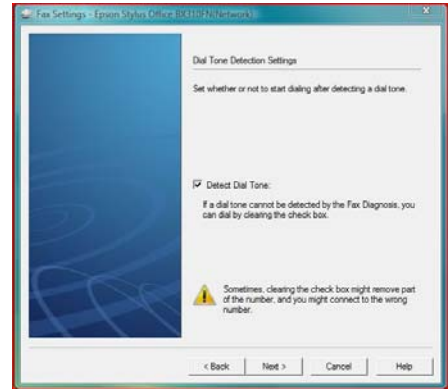 Fax Settings - Epson Stylus Office BX310FN(Network)
Dial Tone Detection Settings
Set whether or not to start dialing after detecting a dial tone.
Detect Dial Tone:
If a dial tone cannot be detected by the Fax Diagnosis, you
can dial by clearing the check box.
Sometimes, clearing the check box might remove part
of the number, and you might connect to the wrong
number.
< Back
Next >
Cancel
Help